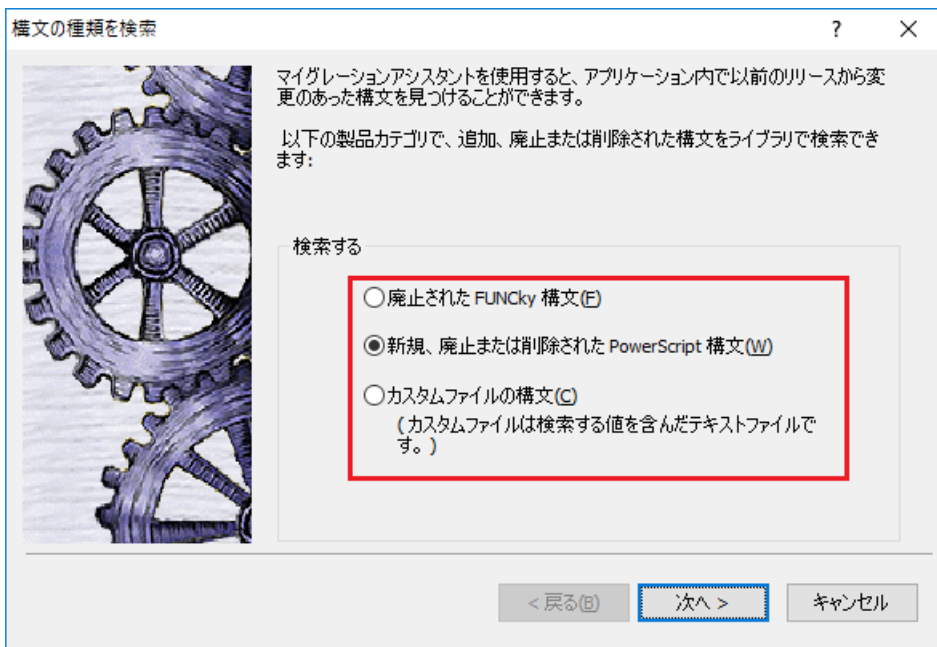 構文の種類を検索
?
マイグレーションアシスタントを使用すると、アプリケーション内で以前のリリースから変
更のあった構文を見つけることができます。
以下の製品カテゴリで、追加、廃止または削除された構文をライブラリで検索でき
ます:
検索する
廃止された FUNCky 構文(F)
新規、廃止または削除された PowerScript 構文(W)
カスタムファイルの構文(C)
(カスタムファイルは検索する値を含んだテキストファイルで
す。)
< 戻る(B)
次へ >
キャンセル